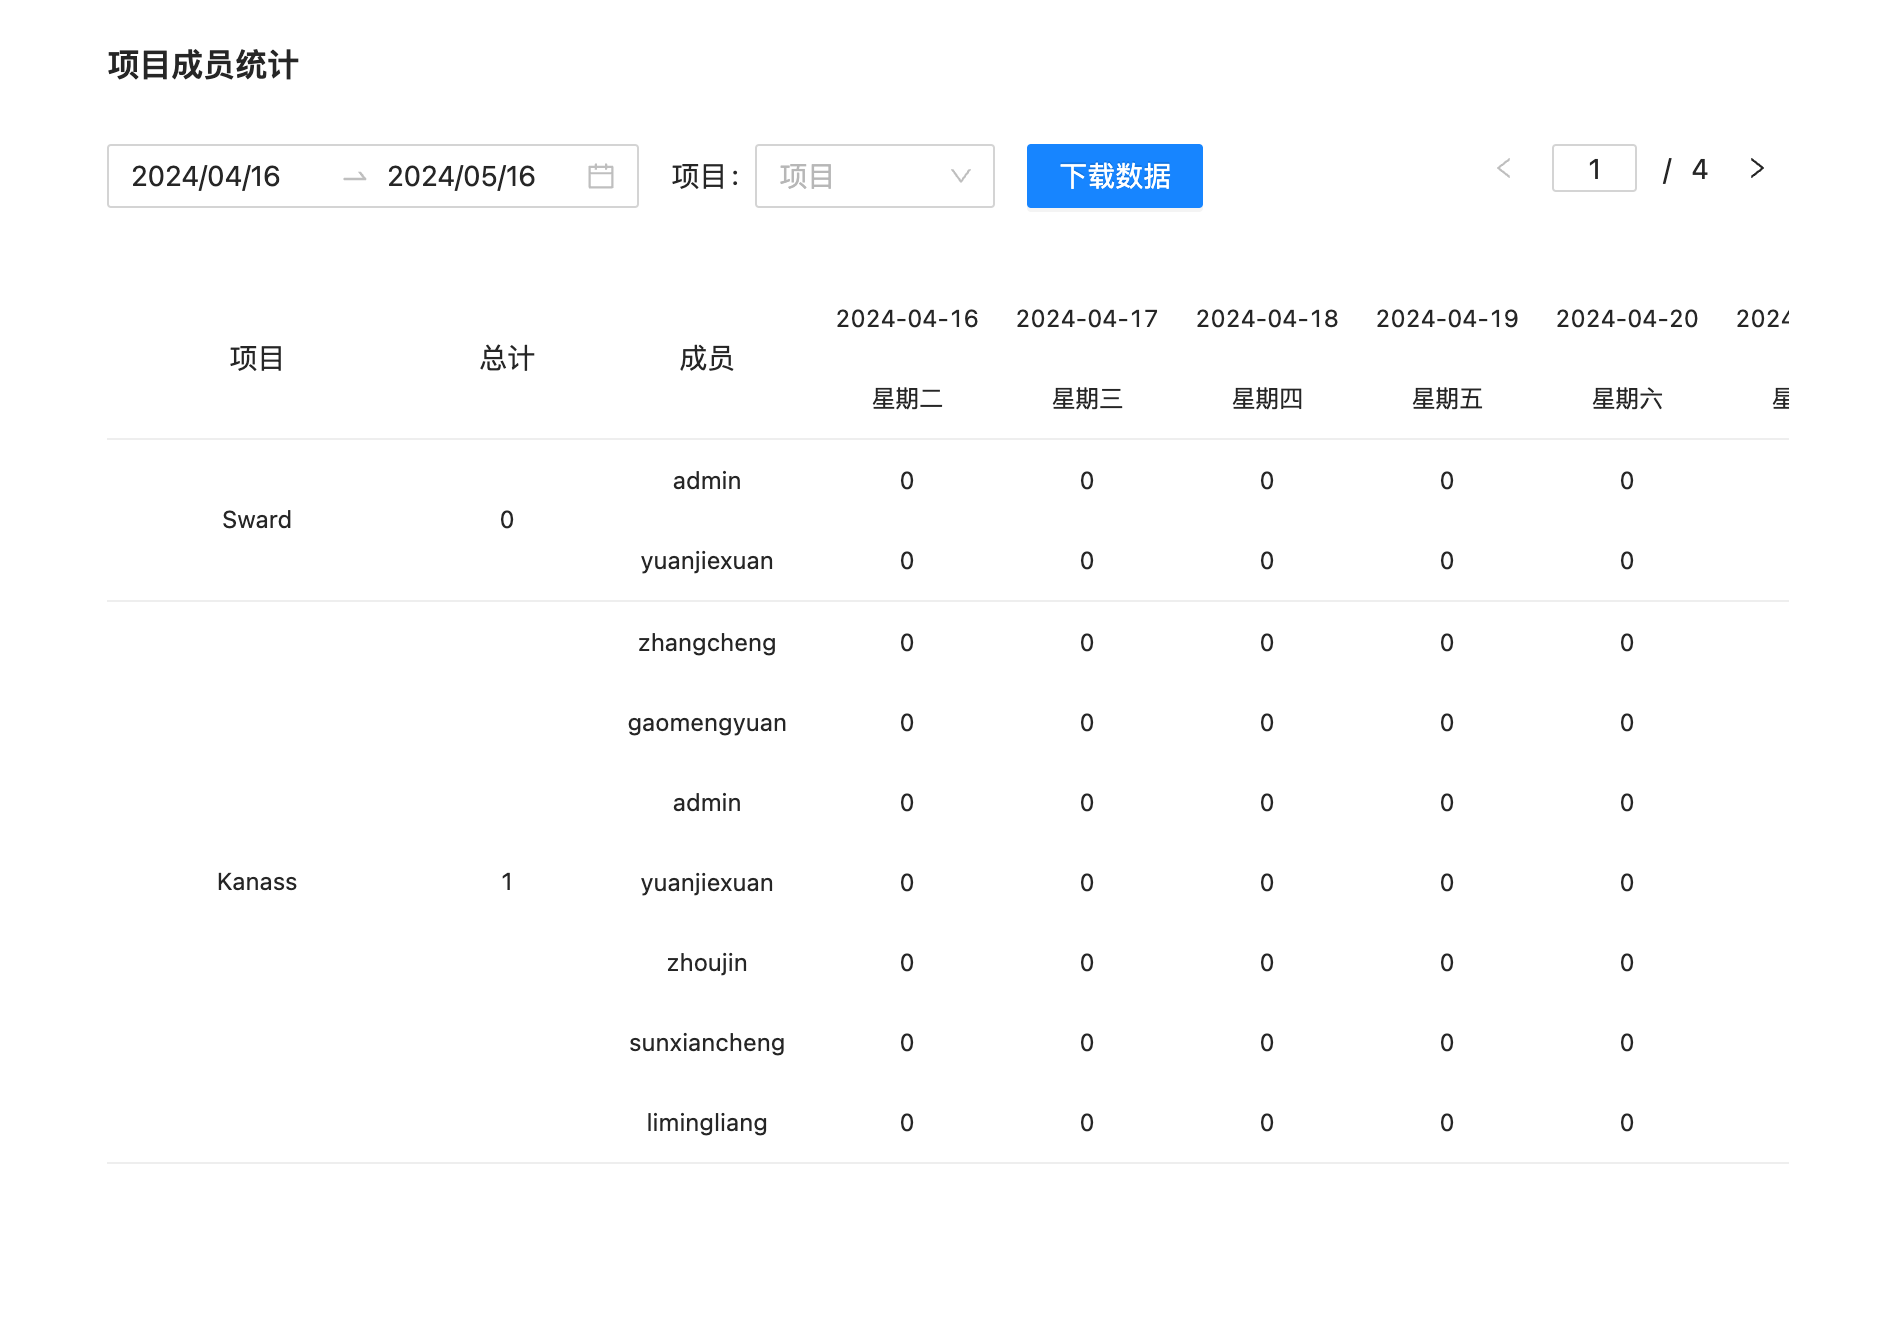 项目成员统计
2024/04/16 → 2024/05/16 项目: 项目 下载数据 < 1 / 4 >
2024-04-16 2024-04-17 2024-04-18 2024-04-19 2024-04-20 2024
项目 总计 成员
星期二 星期三 星期四 星期五 星期六 星
admin 0 0 0 0 0
Sward 0
yuanjiexuan 0 0 0 0 0
zhangcheng 0 0 0 0 0
gaomengyuan 0 0 0 0 0
admin 0 0 0 0 0
Kanass 1 yuanjiexuan 0 0 0 0 0
zhoujin 0 0 0 0 0
sunxiancheng 0 0 0 0 0
limingliang 0 0 0 0 0